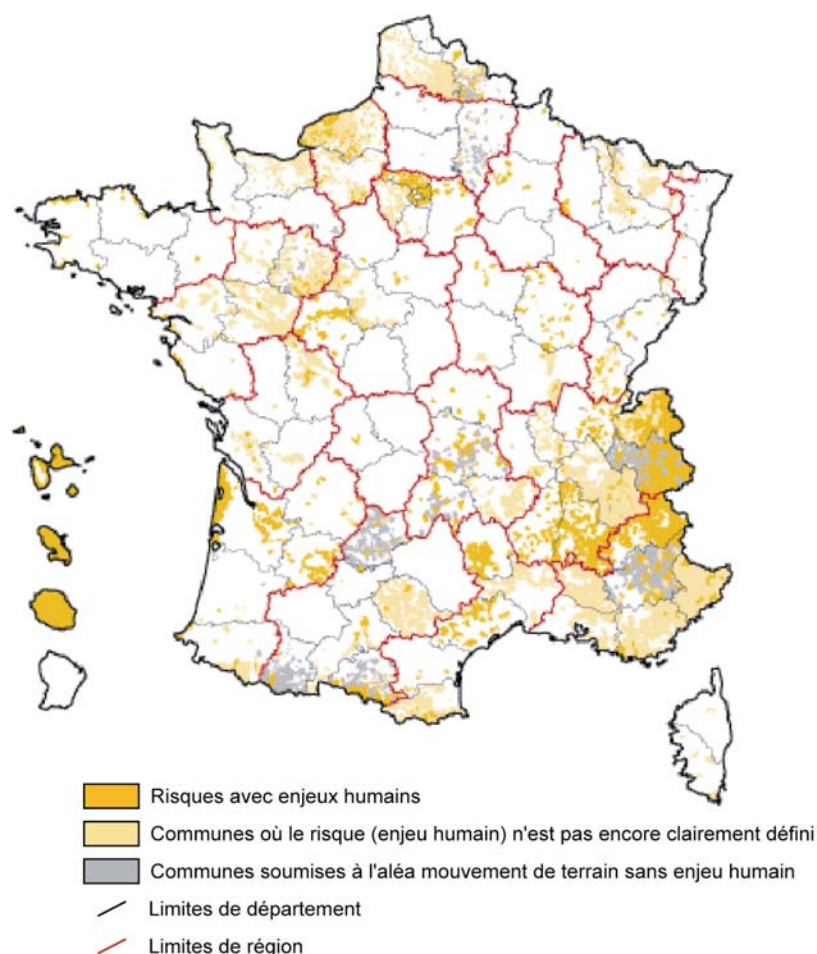 Risques avec enjeux humains
Communes où le risque (enjeu humain) n'est pas encore clairement défini
Communes soumises à l'aléa mouvement de terrain sans enjeu humain
Limites de département
Limites de région